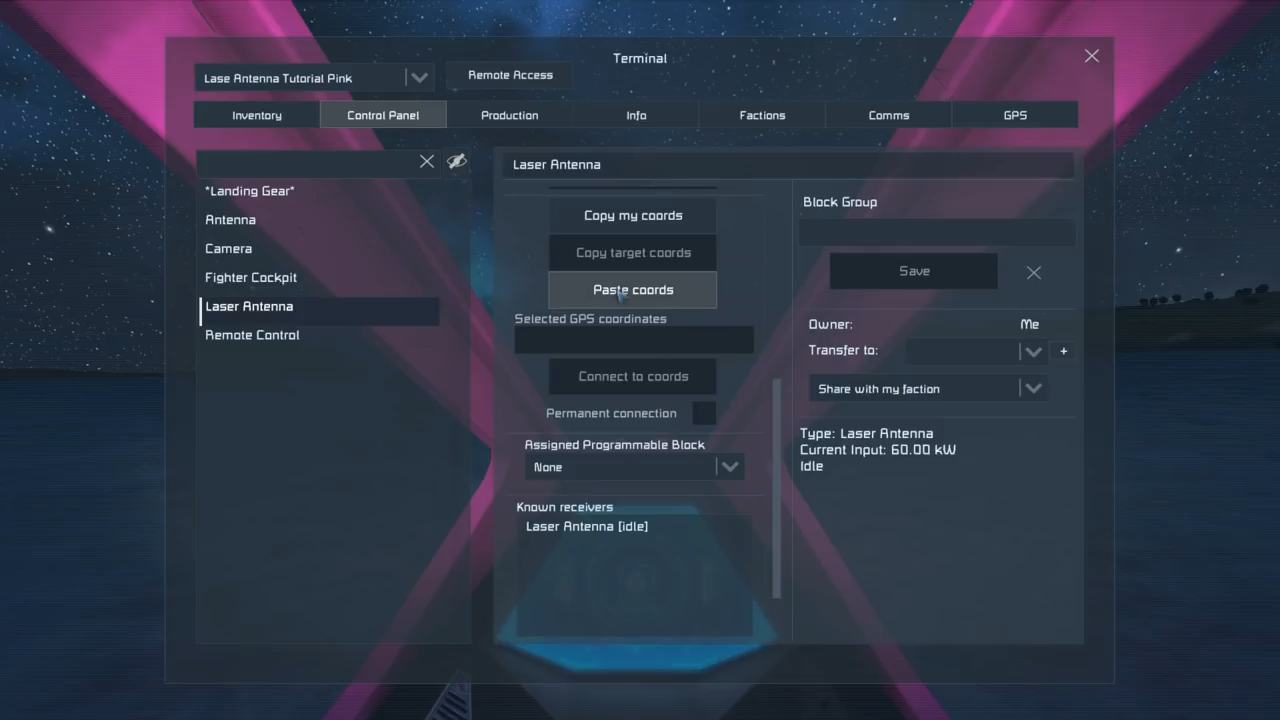 Terminal
Lase Antenna Tutorial Pink
Remote Access
Inventory
Control Panel
Production
Info
Factions
Comms
GPS
*Landing Gear*
Antenna
Camera
Fighter Cockpit
Laser Antenna
Remote Control
Laser Antenna
Copy my coords
Copy target coords
Paste coords
Selected GPS coordinates
Connect to coords
Permanent connection
Assigned Programmable Block
None
Known receivers
Laser Antenna [idle]
Block Group
Save
Owner: Me
Transfer to:
+
Share with my faction
Type: Laser Antenna
Current Input: 60.00 kW
Idle